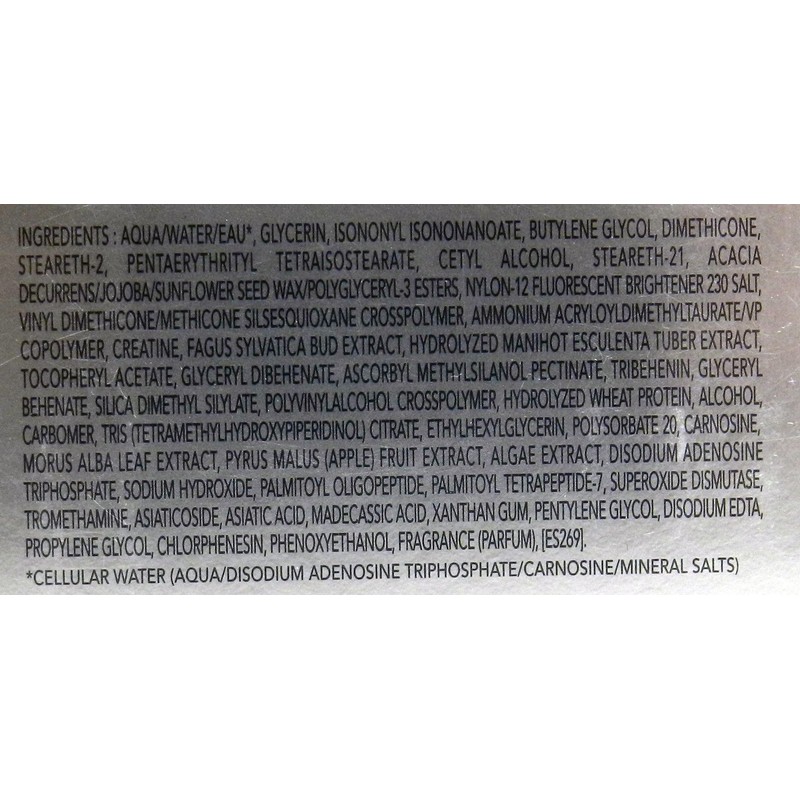 INGREDIENTS : AQUA/WATER/EAU*, GLYCERIN, ISONONYL ISONONANOATE, BUTYLENE GLYCOL, DIMETHICONE,
STEARETH-2, PENTAERYTHRITYL TETRAISOSTEARATE, CETYL ALCOHOL, STEARETH-21, ACACIA
DECURRENS/JOJOBA/SUNFLOWER SEED WAX/POLYGLYCERYL-3 ESTERS, NYLON-12 FLUORESCENT BRIGHTENER 230 SALT,
VINYL DIMETHICONE/METHICONE SILSESQUIOXANE CROSSPOLYMER, AMMONIUM ACRYLOYLDIMETHYLTAURATE/VP
COPOLYMER, CREATINE, FAGUS SYLVATICA BUD EXTRACT, HYDROLYZED MANIHOT ESCULENTA TUBER EXTRACT,
TOCOPHERYL ACETATE, GLYCERYL DIBEHENATE, ASCORBYL METHYLSILANOL PECTINATE, TRIBEHENIN, GLYCERYL
BEHENATE, SILICA DIMETHYL SILYLATE, POLYVINYLALCOHOL CROSSPOLYMER, HYDROLYZED WHEAT PROTEIN, ALCOHOL,
CARBOMER, TRIS (TETRAMETHYLHYDROXYPIPERIDINOL) CITRATE, ETHYLHEXYLGLYCERIN, POLYSORBATE 20, CARNOSINE,
MORUS ALBA LEAF EXTRACT, PYRUS MALUS (APPLE) FRUIT EXTRACT, ALGAE EXTRACT, DISODIUM ADENOSINE
TRIPHOSPHATE, SODIUM HYDROXIDE, PALMITOYL OLIGOPEPTIDE, PALMITOYL TETRAPEPTIDE-7, SUPEROXIDE DISMUTASE,
TROMETHAMINE, ASIATICOSIDE, ASIATIC ACID, MADECASSIC ACID, XANTHAN GUM, PENTYLENE GLYCOL, DISODIUM EDTA,
PROPYLENE GLYCOL, CHLORPHENESIN, PHENOXYETHANOL, FRAGRANCE (PARFUM), [ES269].
*CELLULAR WATER (AQUA/DISODIUM ADENOSINE TRIPHOSPHATE/CARNOSINE/MINERAL SALTS)